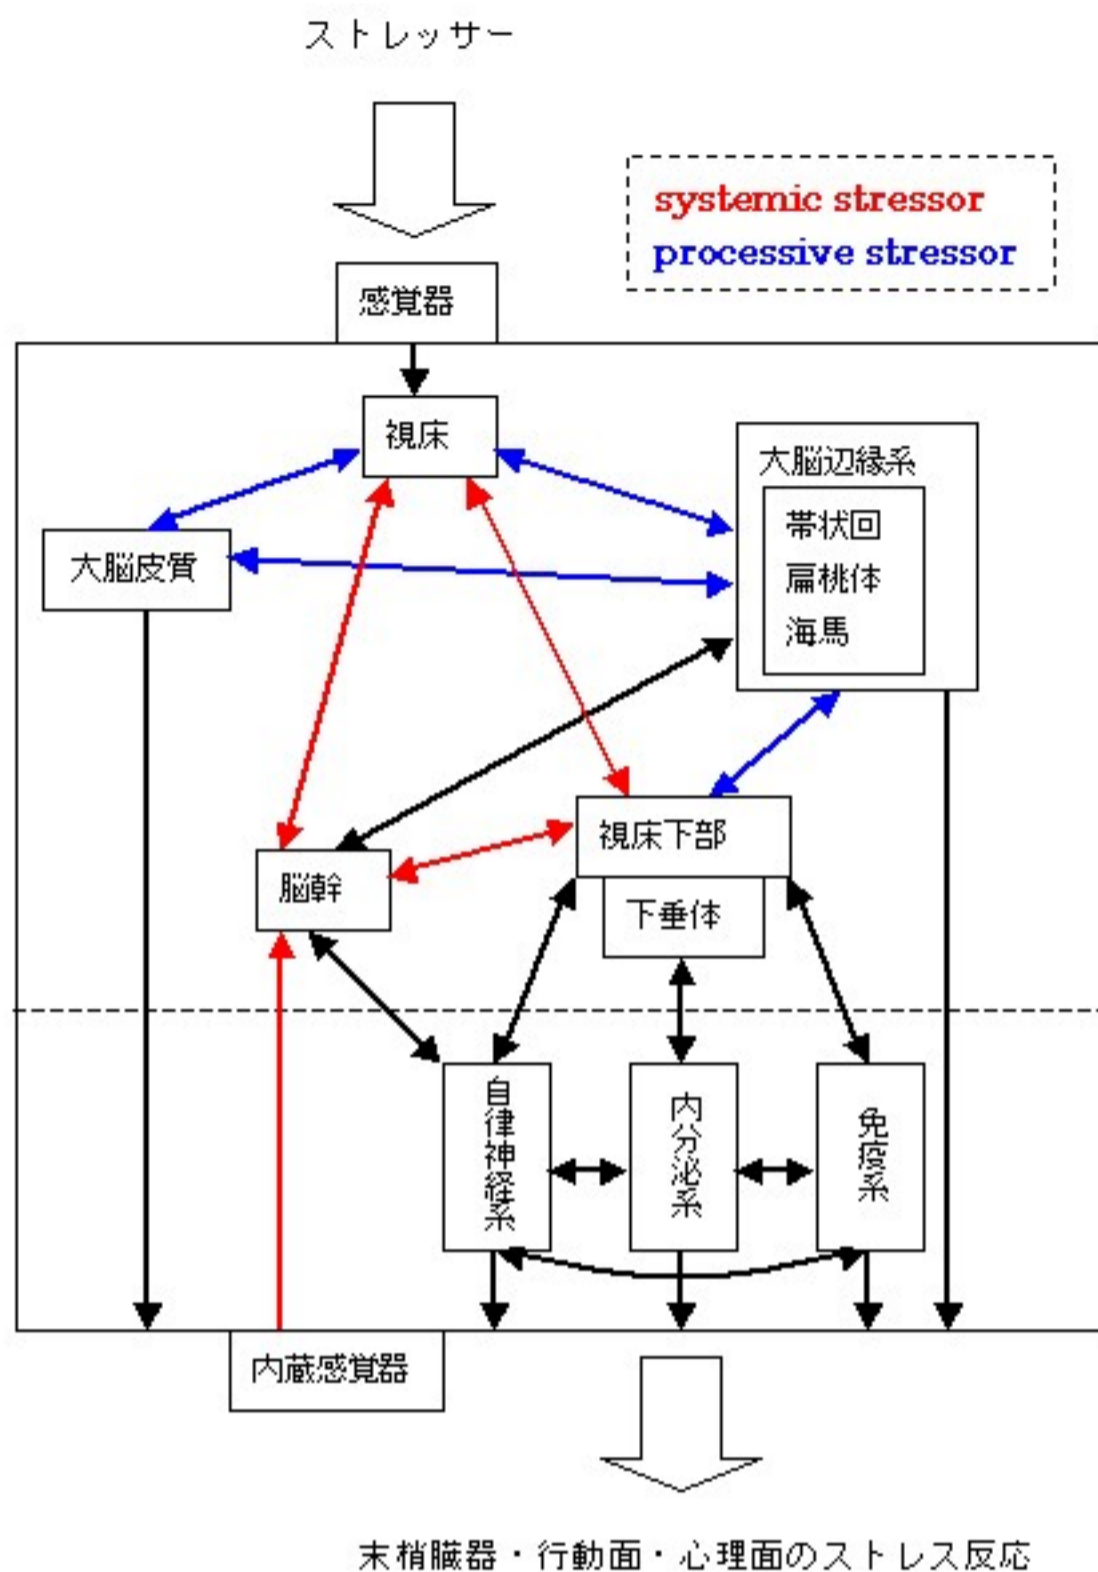 ストレッサー
systemic stressor
processive stressor
感覚器
視床
大脳辺縁系
帯状回
扁桃体
海馬
大脳皮質
視床下部
脳幹
下垂体
自律神経系
内分泌系
免疫系
内蔵感覚器
末梢臓器・行動面・心理面のストレス反応